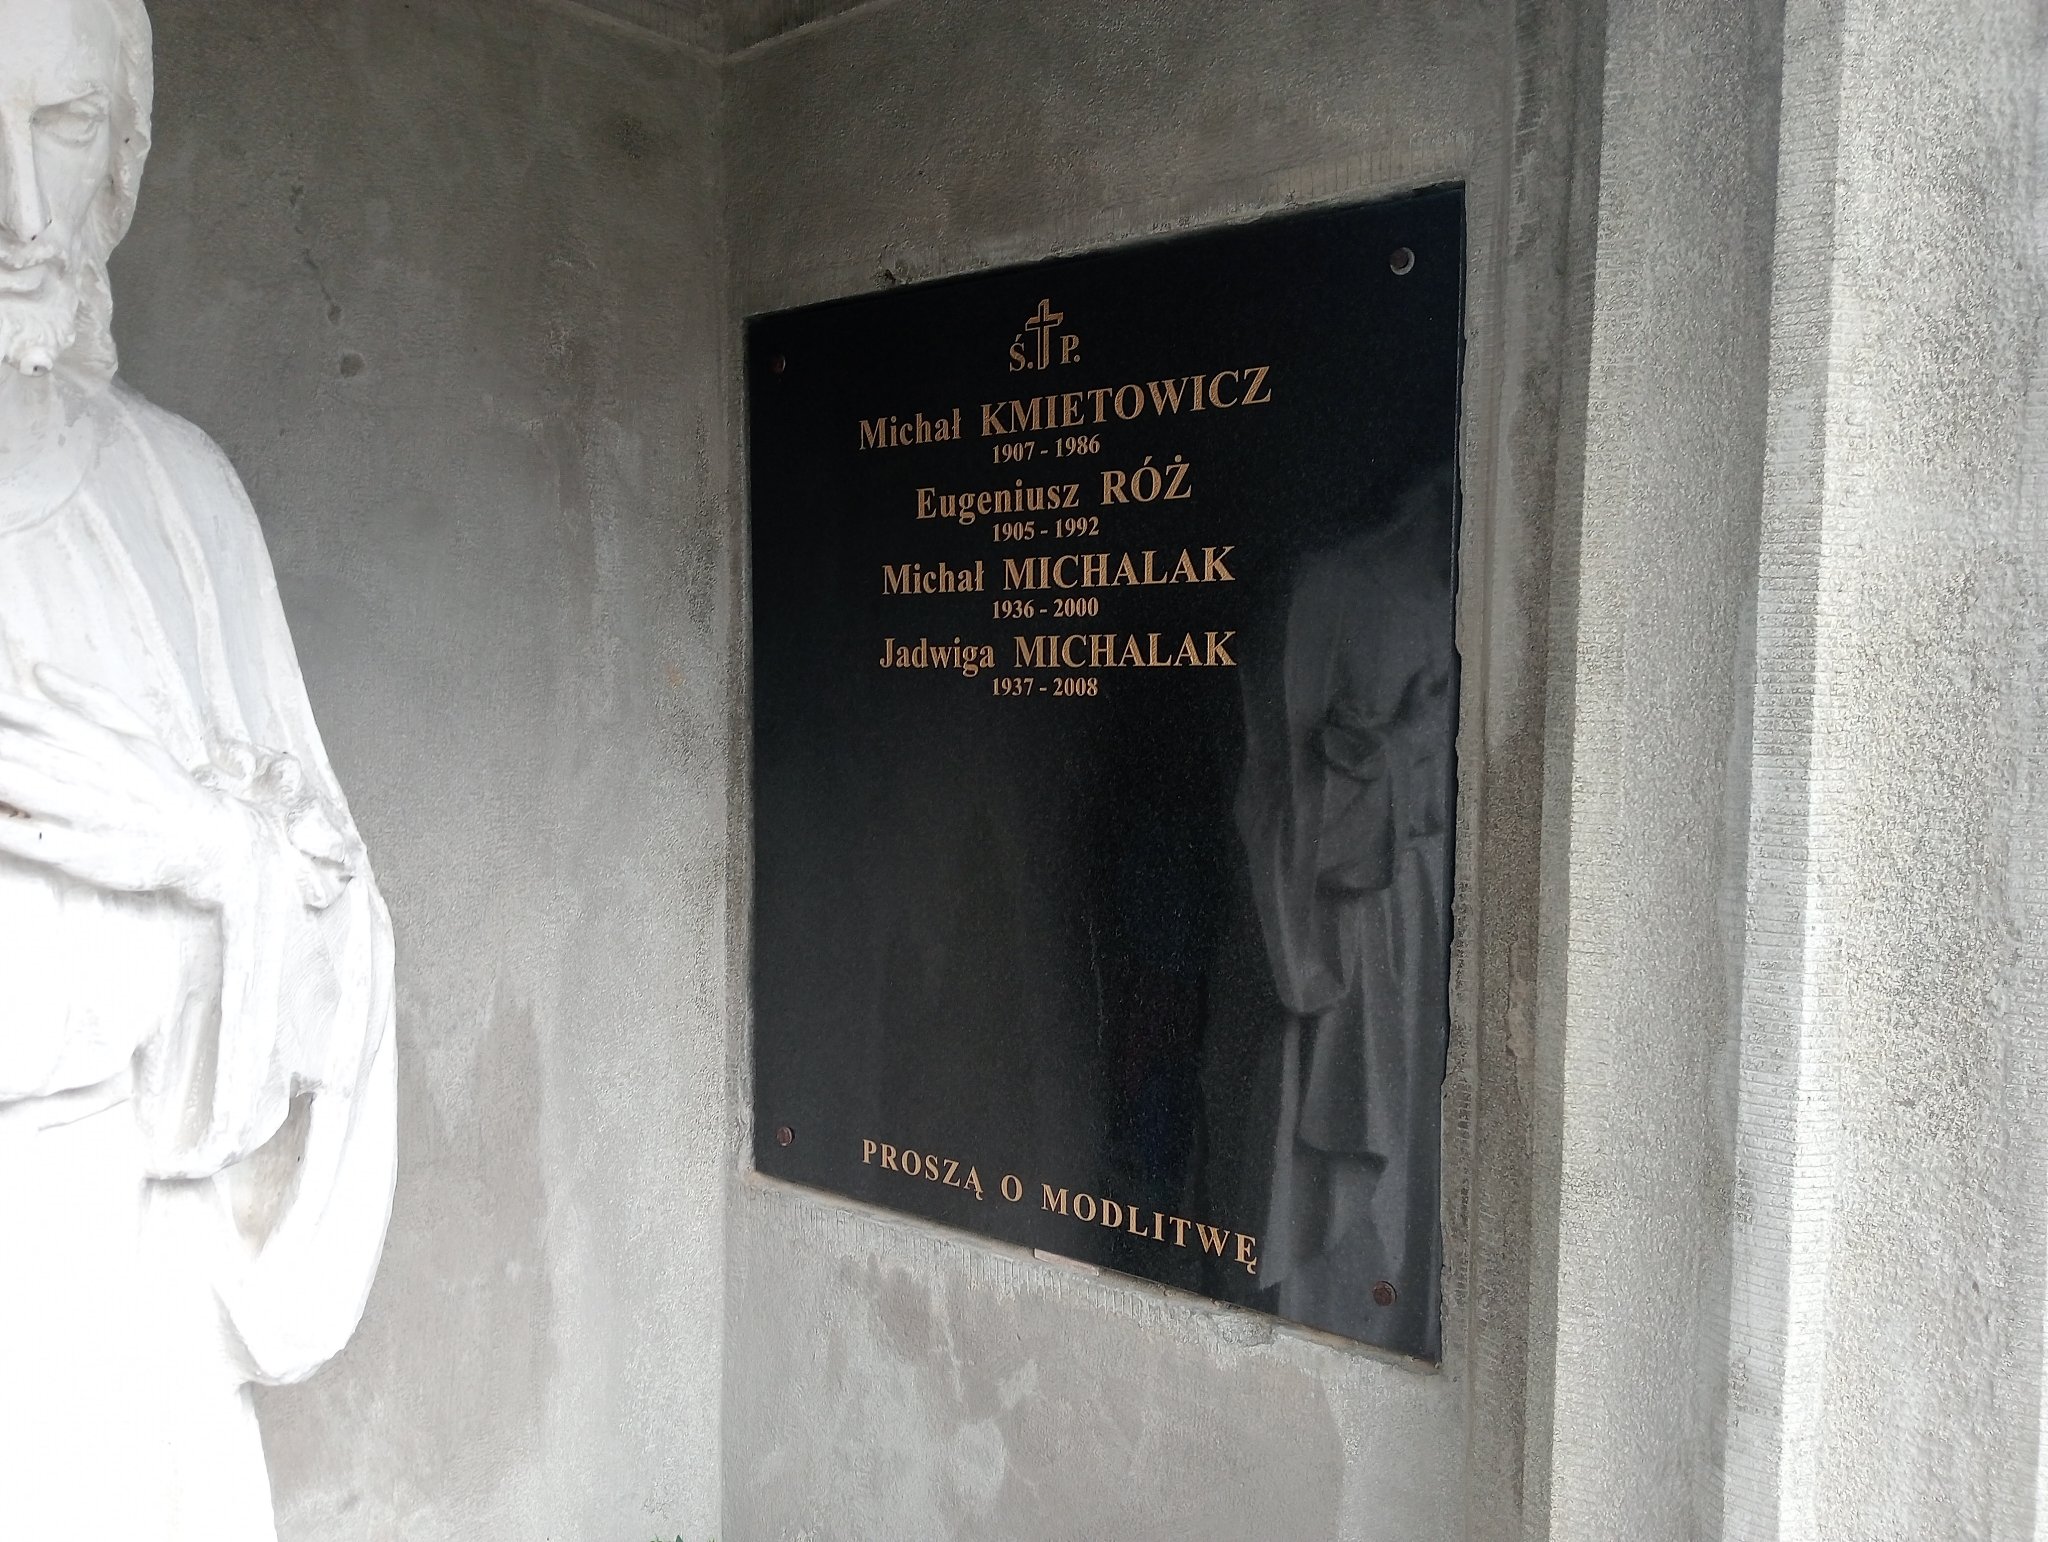 Ś. P.
Michał KMIETOWICZ
1907 - 1986
Eugeniusz RÓŻ
1905 - 1992
Michał MICHALAK
1936 - 2000
Jadwiga MICHALAK
1937 - 2008
PROSZĄ O MODLITWĘ